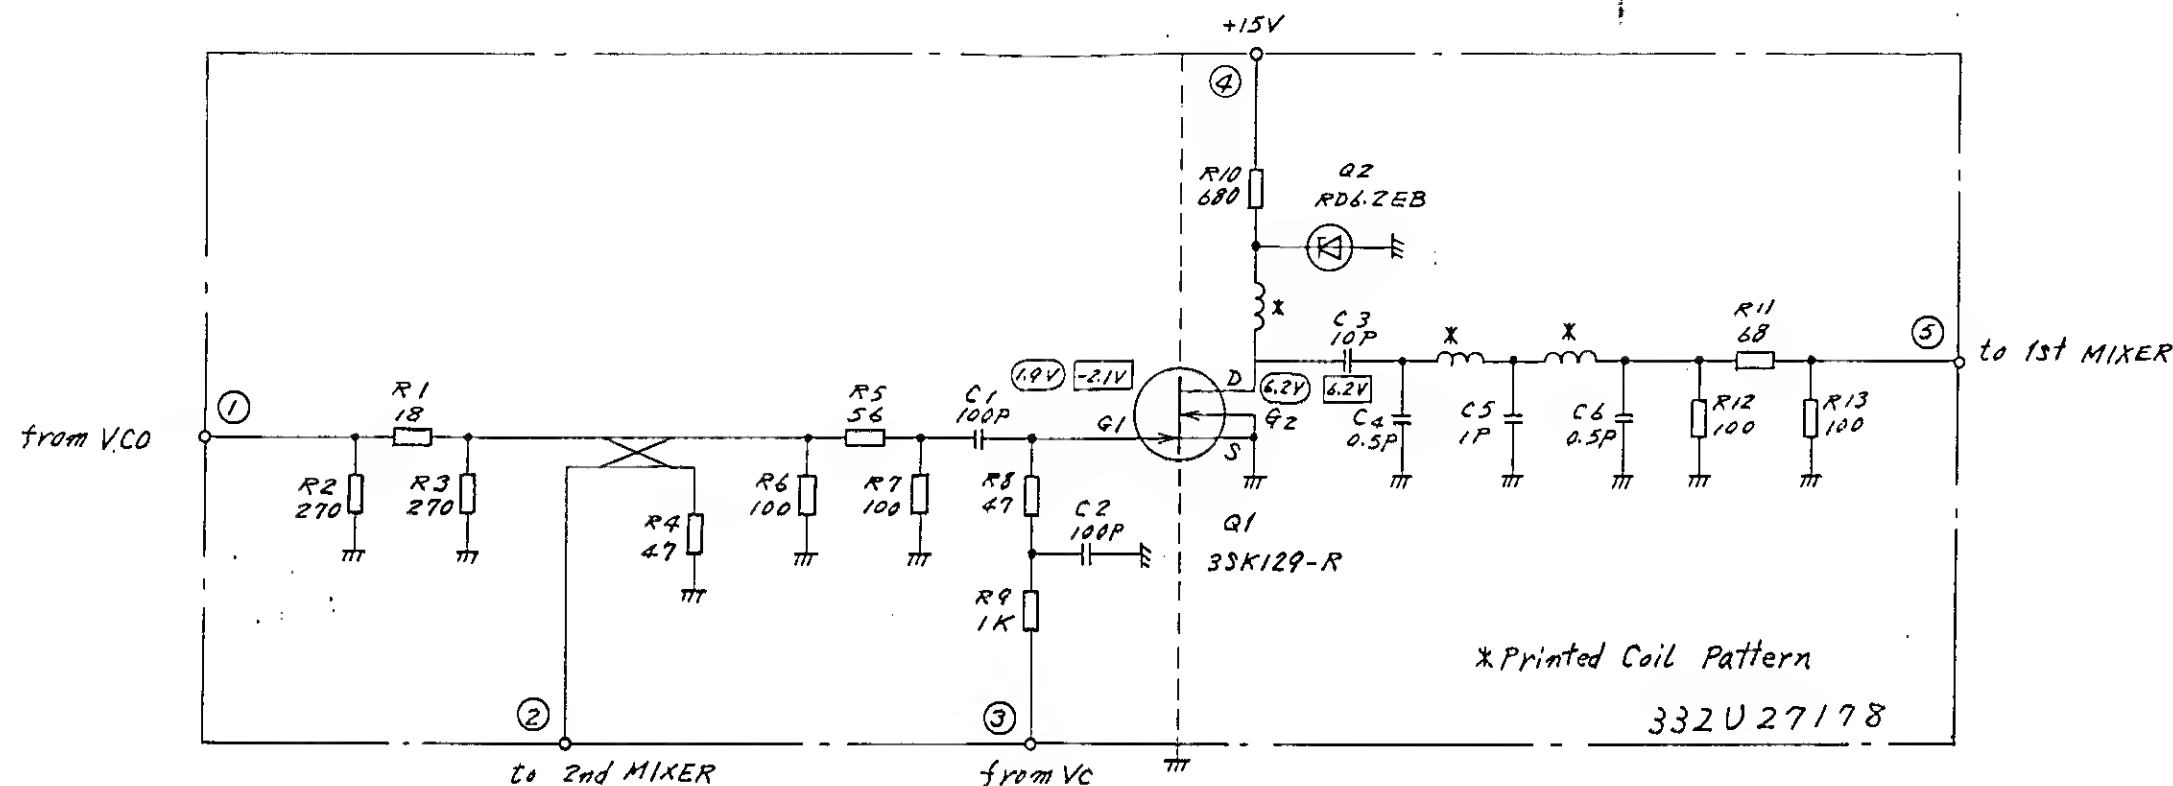 +15V
④
R10
680
Q2
RD6.2EB
*
C3
10P
*
*
R11
68
⑤
to 1st MIXER
①
from VCO
R1
18
R2
270
R3
270
R4
47
R5
56
R6
100
R7
100
C1
100P
1.9V
-2.1V
G1
D
6.2V
6.2V
G2
S
R8
47
C2
100P
R9
1K
Q1
3SK129-R
C4
0.5P
C5
1P
C6
0.5P
R12
100
R13
100
*Printed Coil Pattern
332U27178
②
to 2nd MIXER
③
from VC